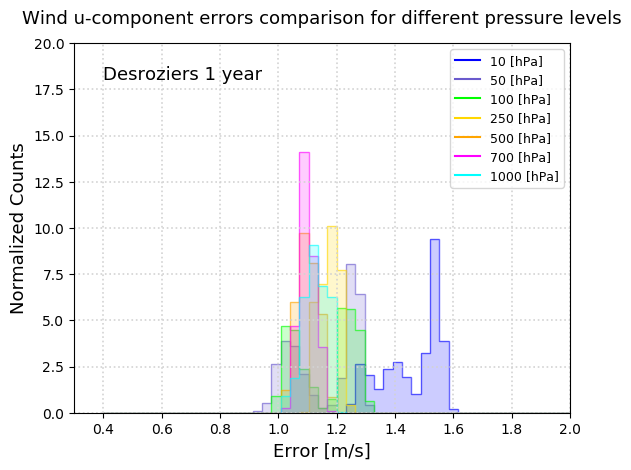 Wind u-component errors comparison for different pressure levels
Normalized Counts
20.0
17.5
15.0
12.5
10.0
7.5
5.0
2.5
0.0
Desroziers 1 year
10 [hPa]
50 [hPa]
100 [hPa]
250 [hPa]
500 [hPa]
700 [hPa]
1000 [hPa]
0.4 0.6 0.8 1.0 1.2 1.4 1.6 1.8 2.0
Error [m/s]